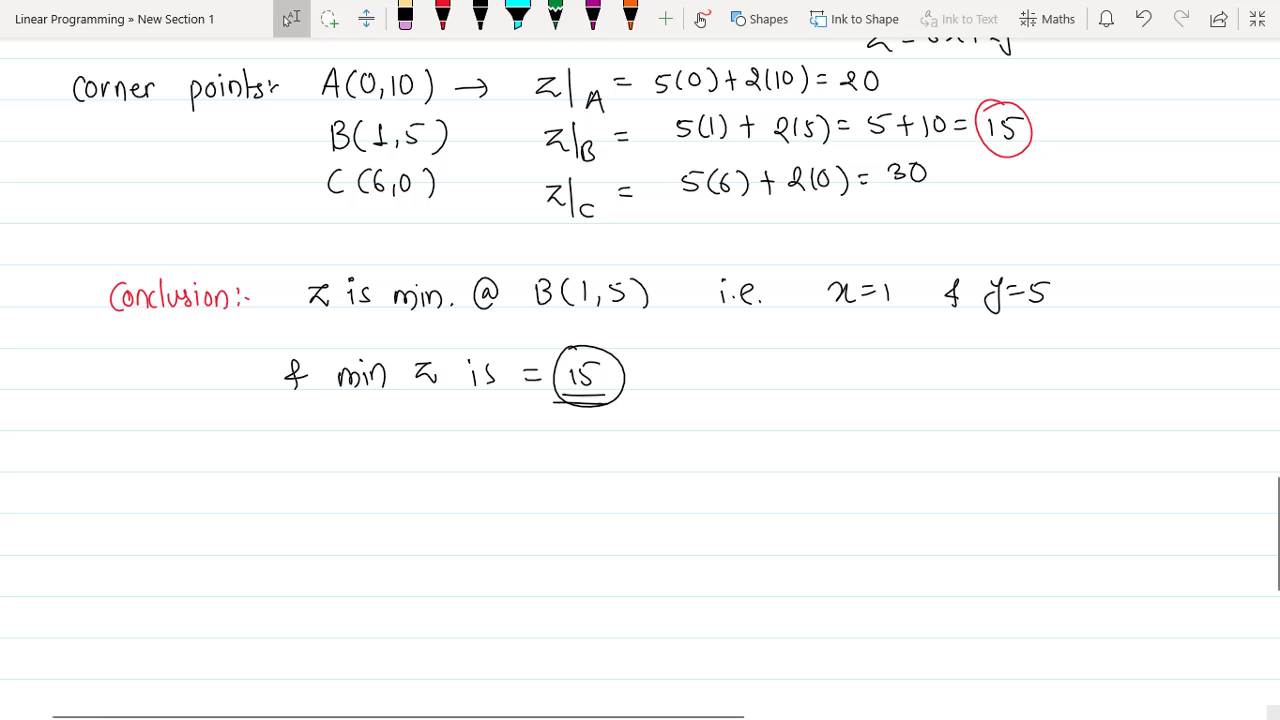 Linear Programming » New Section 1
Shapes Ink to Shape Ink to Text Maths
corner points:- A(0,10) → z|A = 5(0)+2(10) = 20
B(1,5) z|B = 5(1) + 2(5) = 5+10 = 15
C(6,0) z|C = 5(6) + 2(0) = 30
Conclusion:- z is min. @ B(1,5) i.e. x=1 & y=5
& min z is = 15